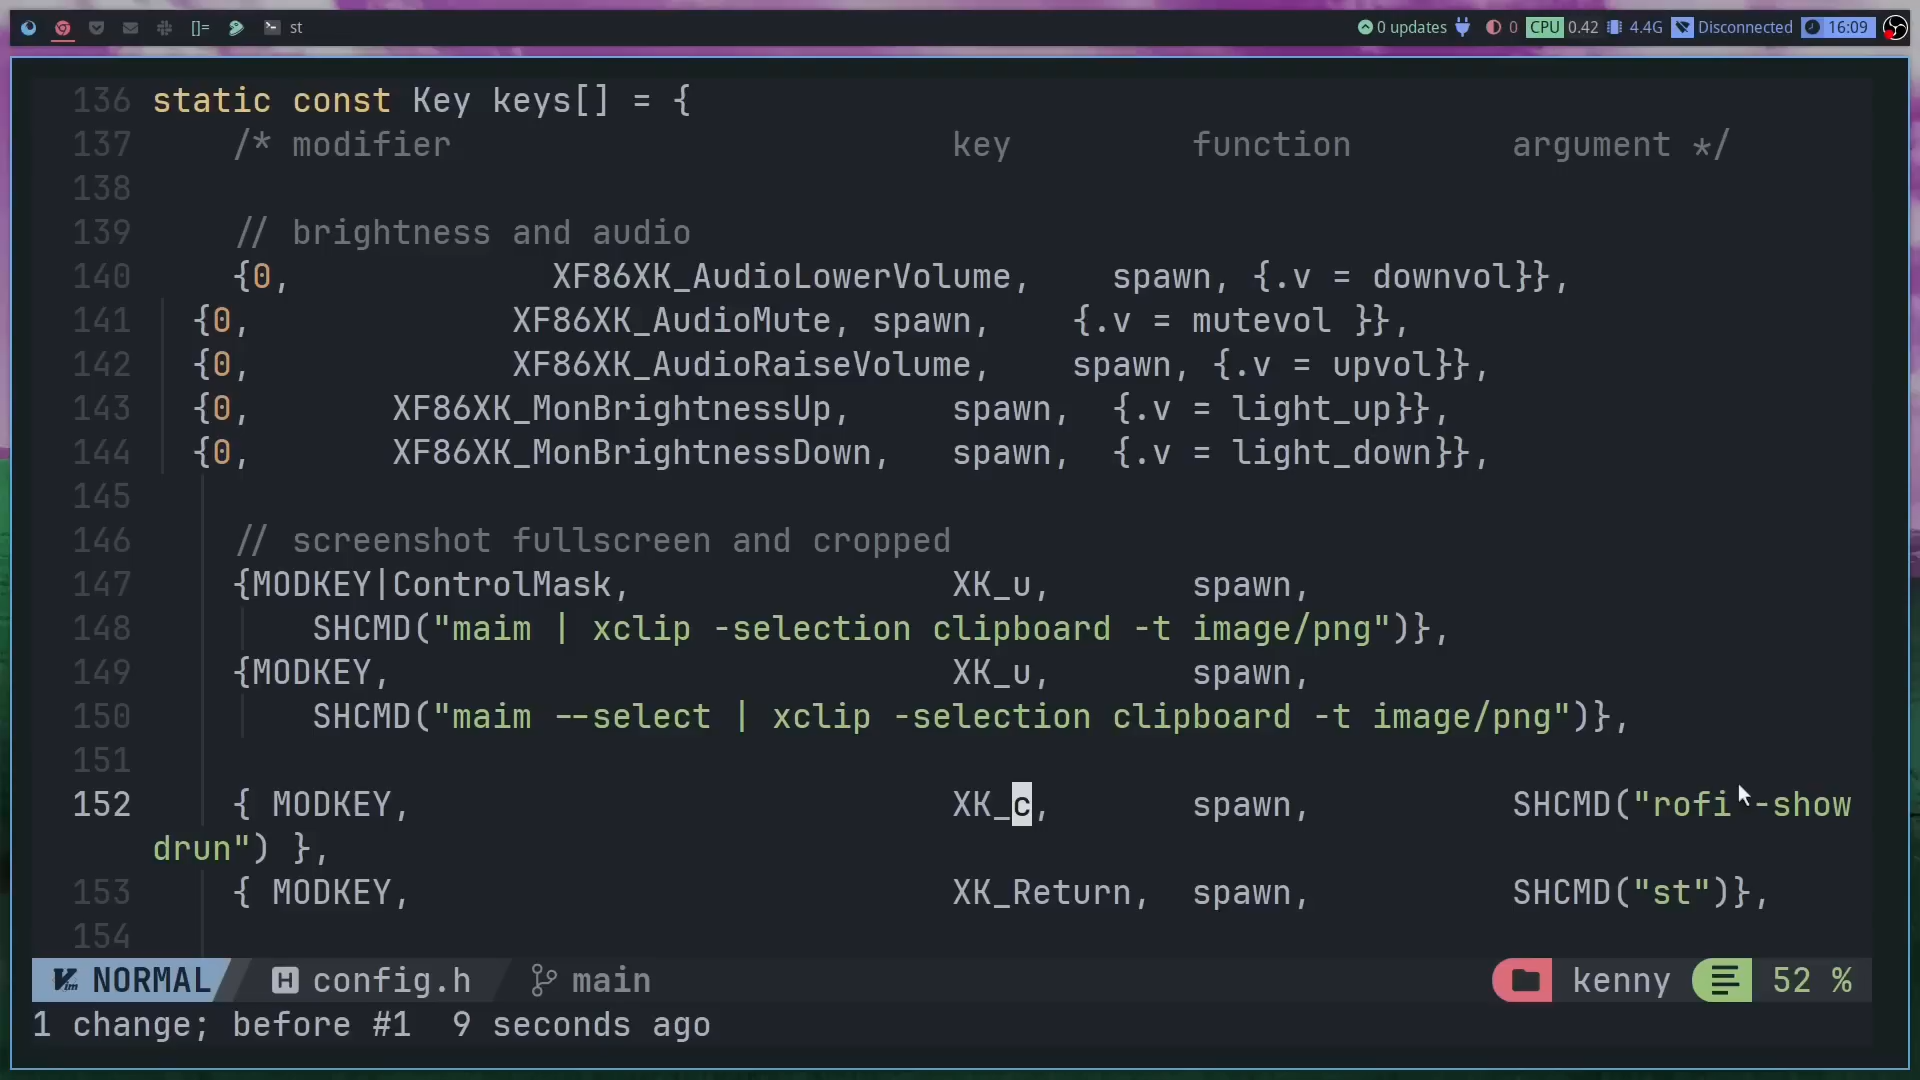 []= st 0 updates 0 CPU 0.42 4.4G Disconnected 16:09
136 static const Key keys[] = {
137 /* modifier key function argument */
138
139 // brightness and audio
140 {0, XF86XK_AudioLowerVolume, spawn, {.v = downvol}},
141 {0, XF86XK_AudioMute, spawn, {.v = mutevol }},
142 {0, XF86XK_AudioRaiseVolume, spawn, {.v = upvol}},
143 {0, XF86XK_MonBrightnessUp, spawn, {.v = light_up}},
144 {0, XF86XK_MonBrightnessDown, spawn, {.v = light_down}},
145
146 // screenshot fullscreen and cropped
147 {MODKEY|ControlMask, XK_u, spawn,
148 SHCMD("maim | xclip -selection clipboard -t image/png")},
149 {MODKEY, XK_u, spawn,
150 SHCMD("maim --select | xclip -selection clipboard -t image/png")},
151
152 { MODKEY, XK_c, spawn, SHCMD("rofi -show
drun") },
153 { MODKEY, XK_Return, spawn, SHCMD("st")},
154
NORMAL config.h main kenny 52 %
1 change; before #1 9 seconds ago